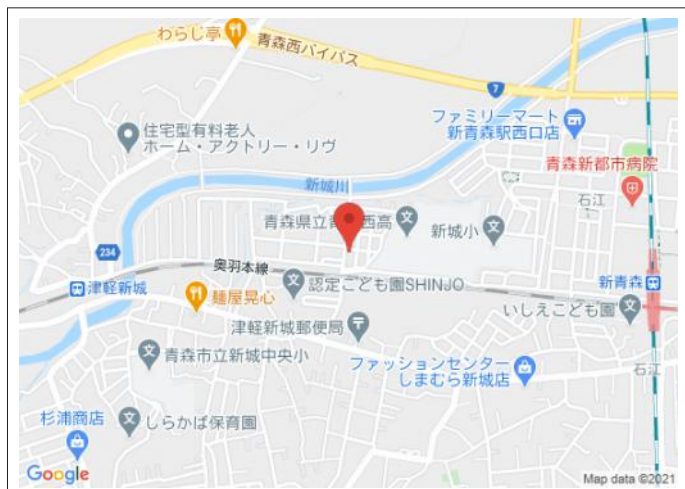 わらじ亭
青森西バイパス
7
ファミリーマート
新青森駅西口店
住宅型有料老人
ホーム・アクトリー・リヴ
青森新都市病院
新城川
石江
青森県立青森西高
新城小
234
奥羽本線
津軽新城
認定こども園SHINJO
新青森
麺屋晃心
いしえこども園
津軽新城郵便局
青森市立新城中央小
ファッションセンター
しまむら新城店
石江
しらかば保育園
杉浦商店
Google
Map data ©2021